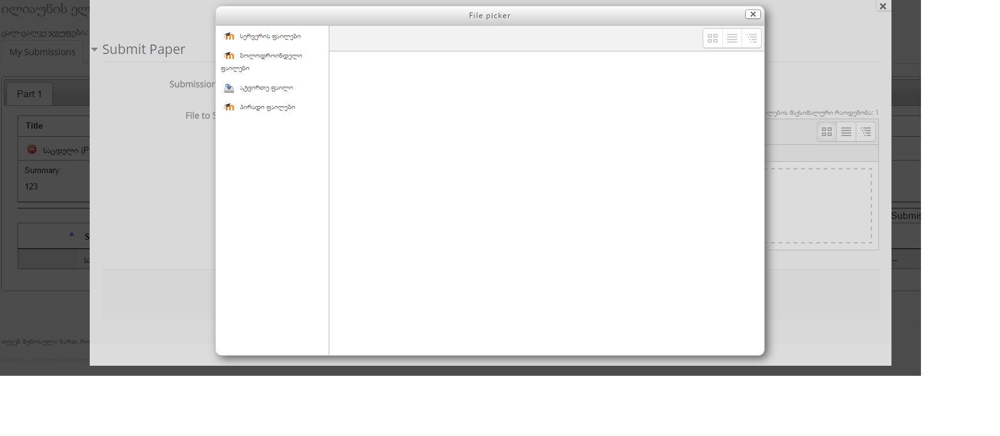 ილიაუნის ელ
File picker
ცალ-ცალკე ჯგუფები:
სერვერის ფაილები
My Submissions
Submit Paper
ბოლოდროინდელი
ფაილები
Submission
ატვირთე ფაილი
Part 1
პირადი ფაილები
File to S
ლების მაქსიმალური რაოდენობა: 1
Title
საცდელი (P
Summary:
123
Submis
S
სა
--
თქვენ შემოსული ხართ, რო